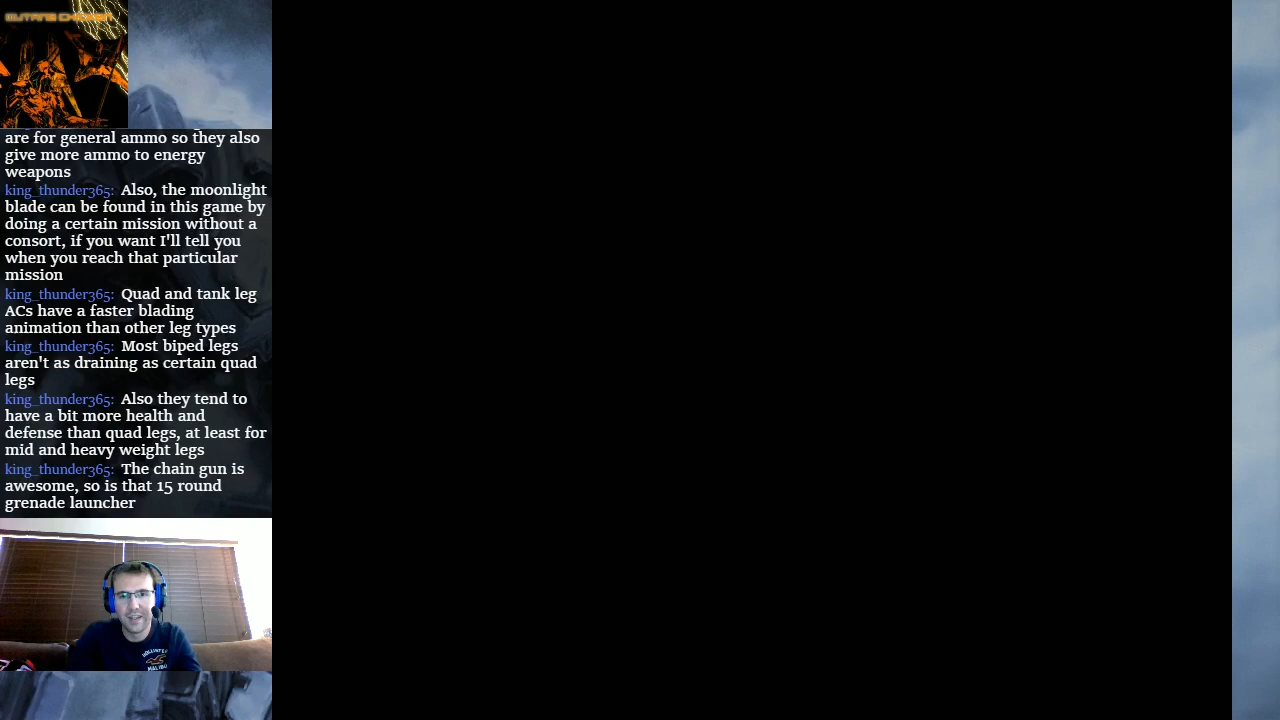 MUTANG CHICKEN
are for general ammo so they also
give more ammo to energy
weapons
king_thunder365: Also, the moonlight
blade can be found in this game by
doing a certain mission without a
consort, if you want I'll tell you
when you reach that particular
mission
king_thunder365: Quad and tank leg
ACs have a faster blading
animation than other leg types
king_thunder365: Most biped legs
aren't as draining as certain quad
legs
king_thunder365: Also they tend to
have a bit more health and
defense than quad legs, at least for
mid and heavy weight legs
king_thunder365: The chain gun is
awesome, so is that 15 round
grenade launcher
HOLLISTER
MALIBU